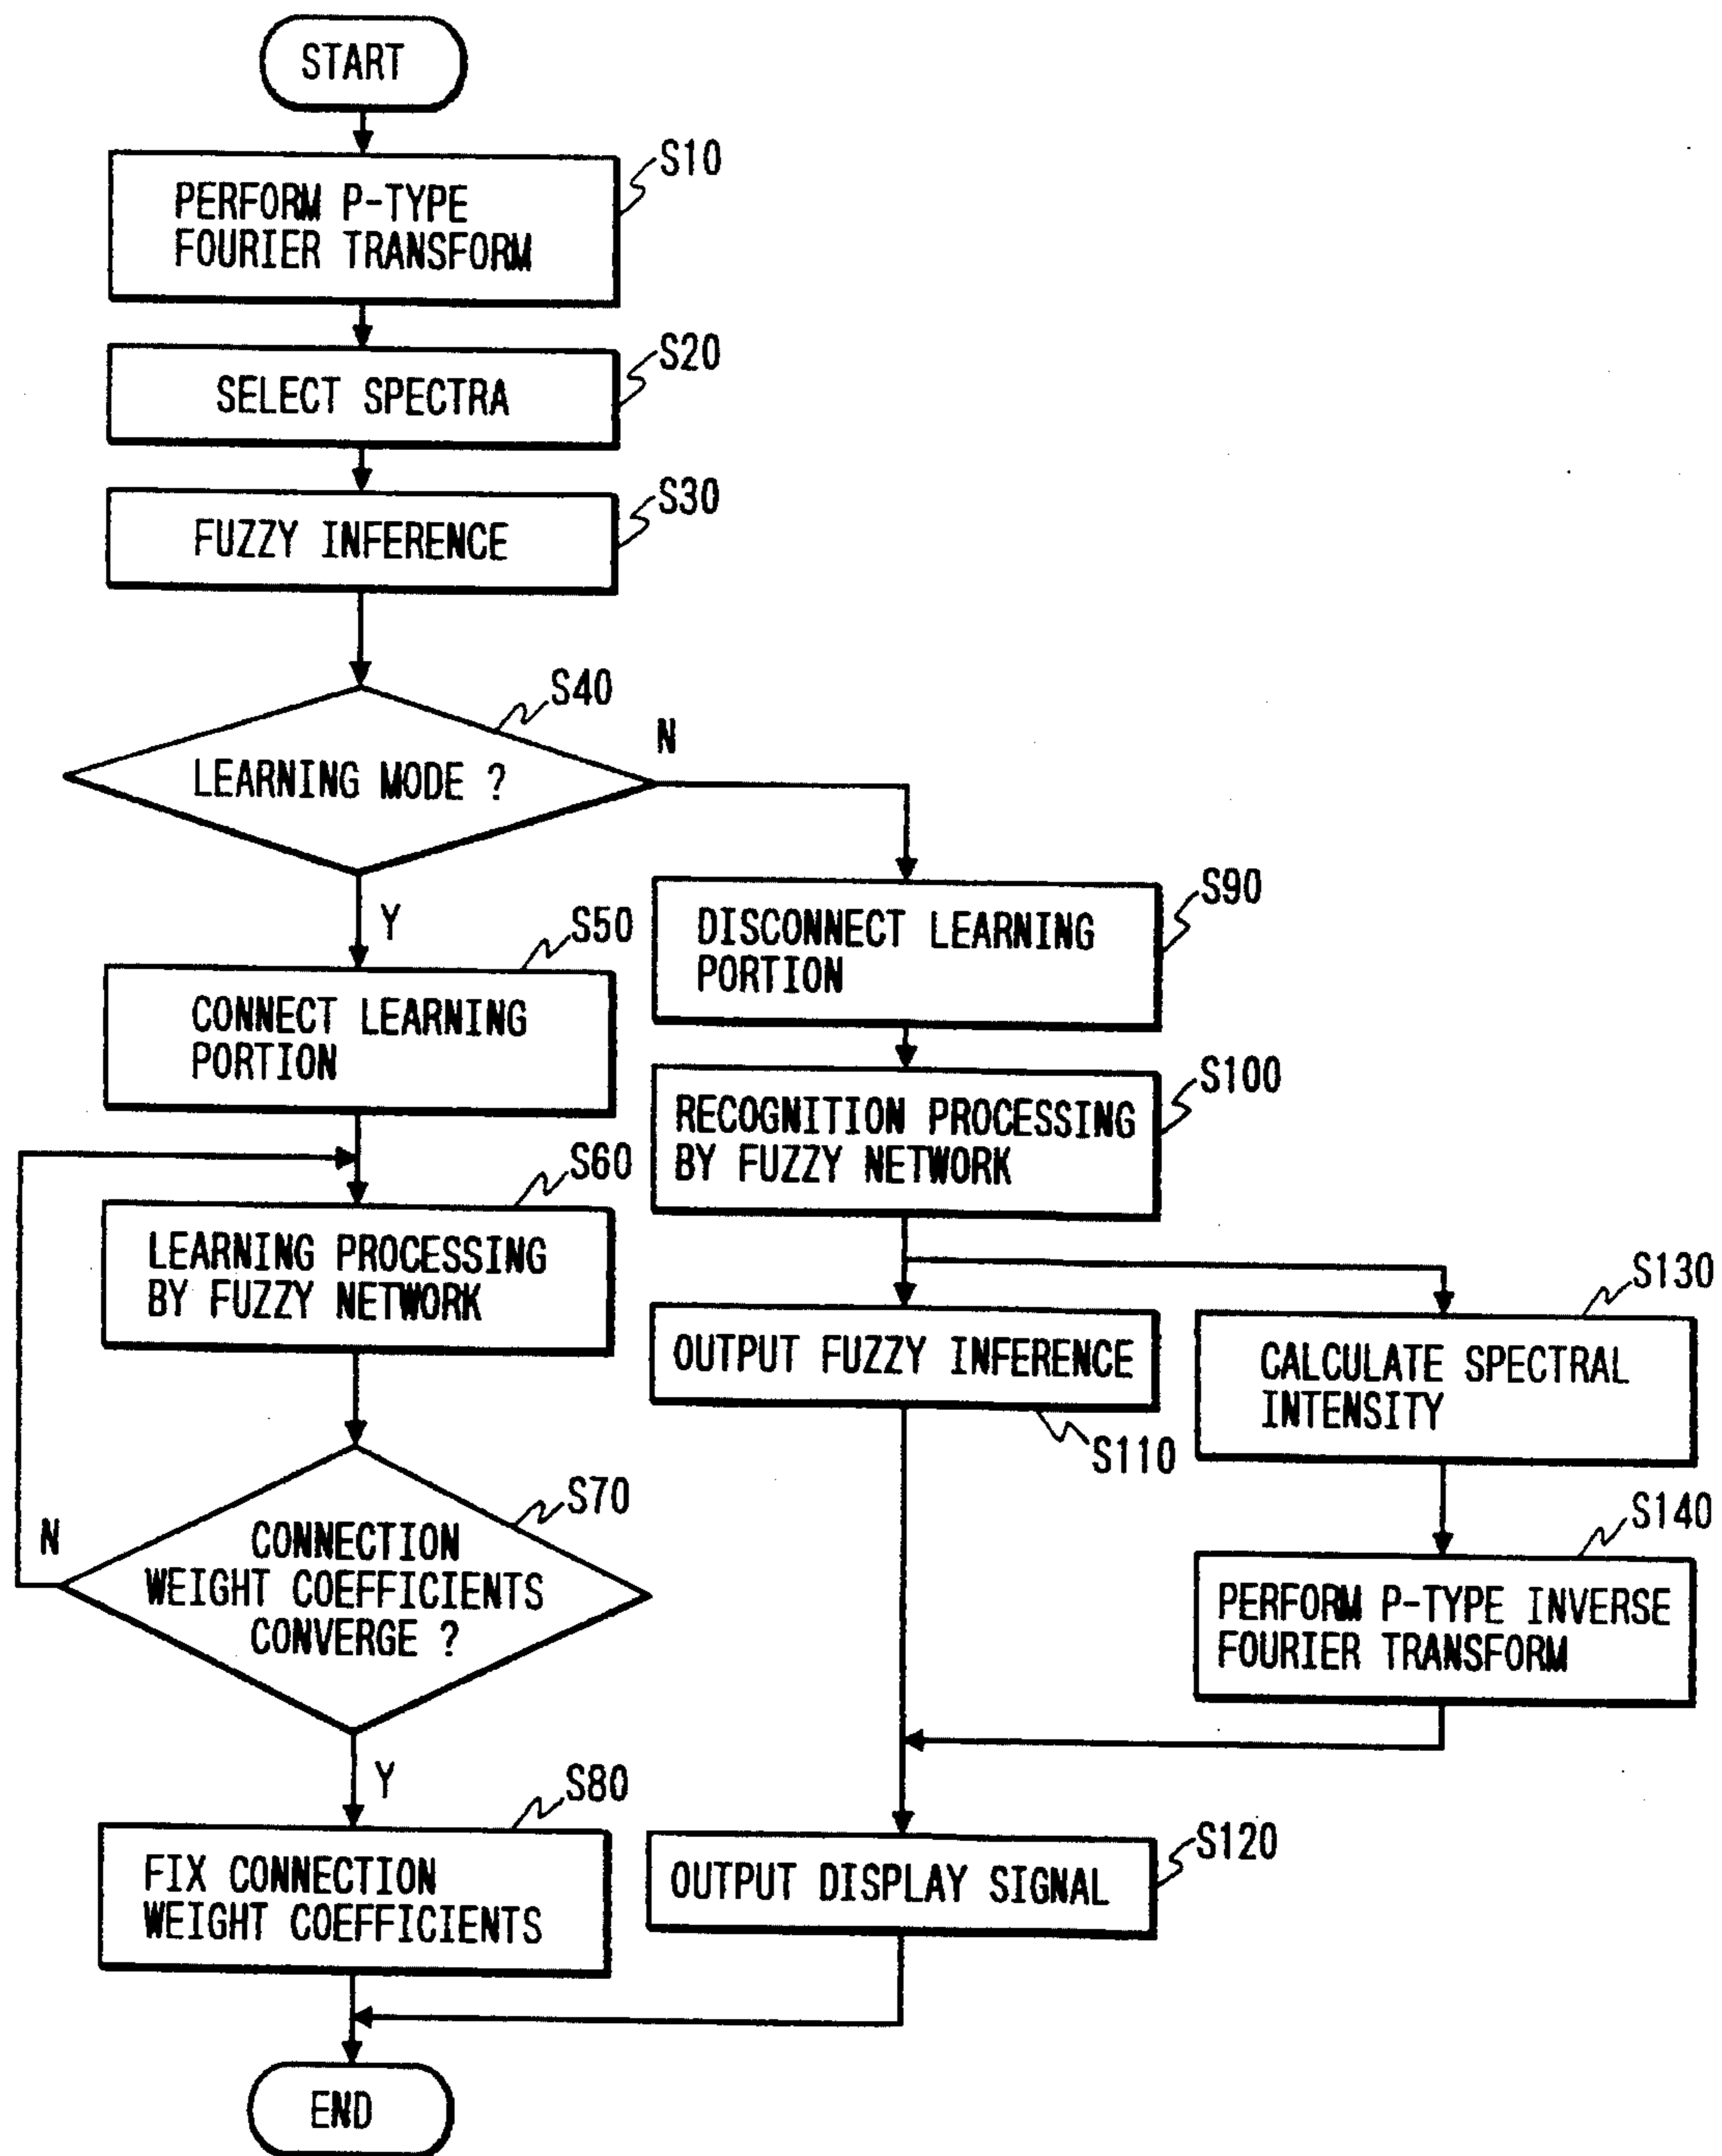 START
S10
PERFORM P-TYPE
FOURIER TRANSFORM
S20
SELECT SPECTRA
S30
FUZZY INFERENCE
S40
LEARNING MODE ?
N
Y
S50
CONNECT LEARNING
PORTION
S60
LEARNING PROCESSING
BY FUZZY NETWORK
S70
CONNECTION
WEIGHT COEFFICIENTS
CONVERGE ?
N
Y
S80
FIX CONNECTION
WEIGHT COEFFICIENTS
S90
DISCONNECT LEARNING
PORTION
S100
RECOGNITION PROCESSING
BY FUZZY NETWORK
OUTPUT FUZZY INFERENCE
S110
S130
CALCULATE SPECTRAL
INTENSITY
S140
PERFORM P-TYPE INVERSE
FOURIER TRANSFORM
S120
OUTPUT DISPLAY SIGNAL
END